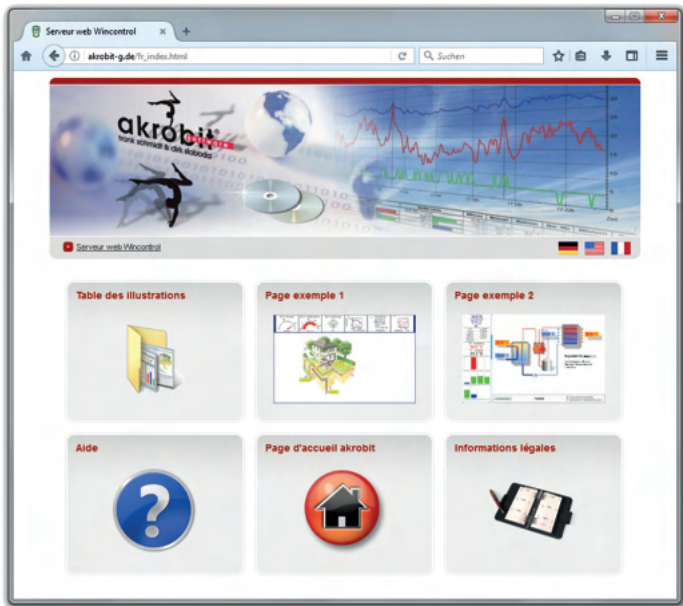 Serveur web Wincontrol
akrobit-g.de/fr_index.html
Suchen
akrobit
software
frank schmidt & dirk sloboda
Serveur web Wincontrol
Table des illustrations
Page exemple 1
Page exemple 2
Aide
Page d'accueil akrobit
Informations légales